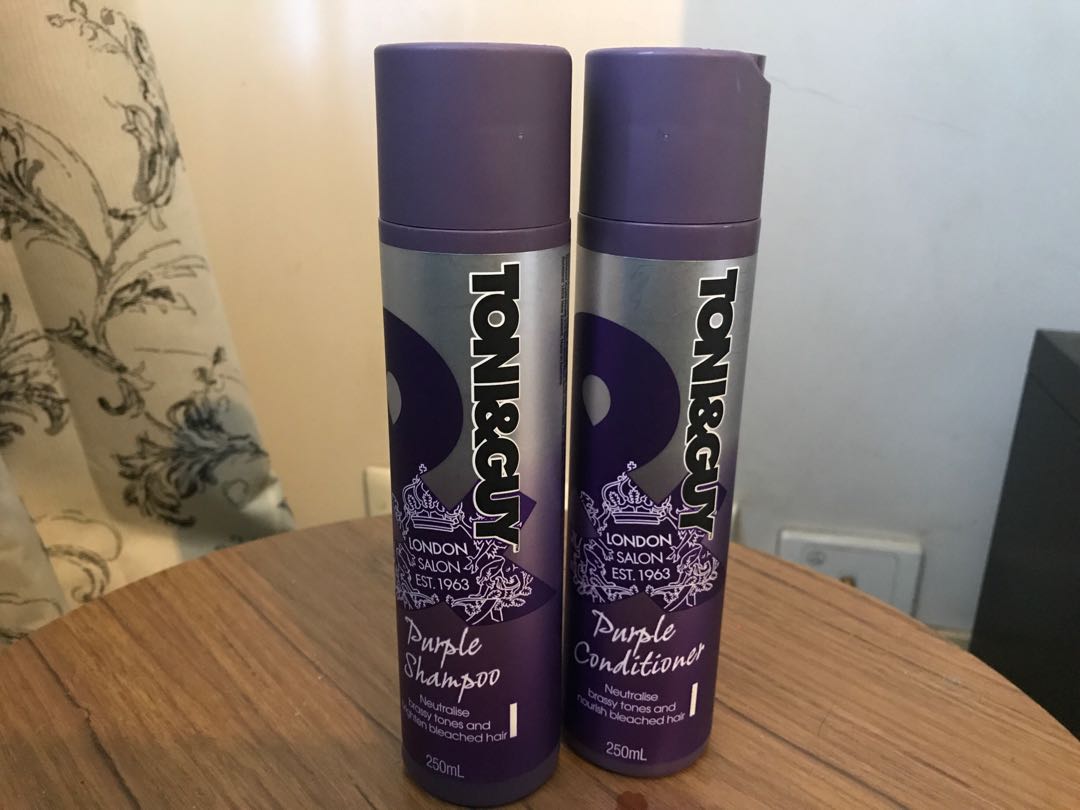 TONI&GUY
LONDON
SALON
EST. 1963
Purple
Shampoo
Neutralise
brassy tones and
brighten bleached hair
250mL
TONI&GUY
LONDON
SALON
EST. 1963
Purple
Conditioner
Neutralise
brassy tones and
nourish bleached hair
250mL